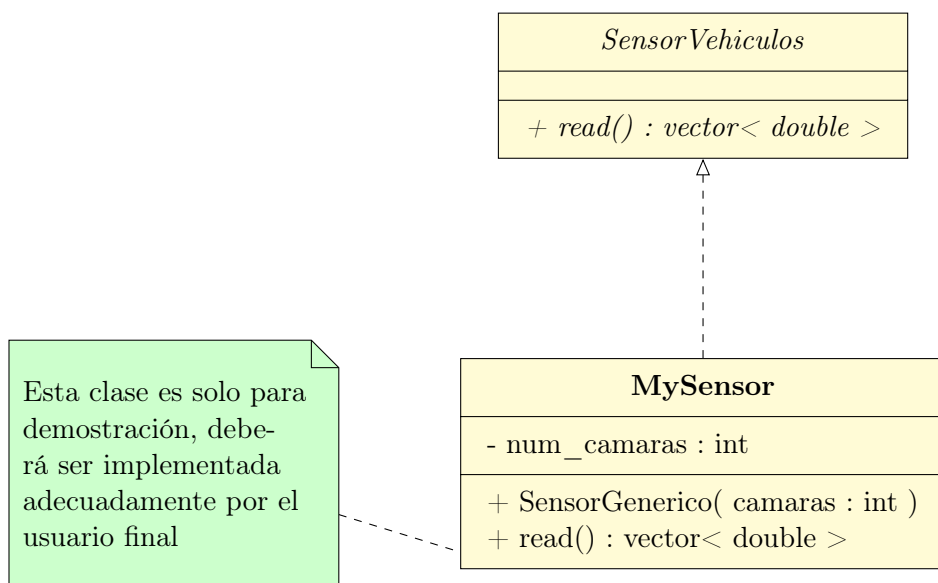 SensorVehiculos
+ read() : vector< double >
MySensor
- num_camaras : int
+ SensorGenerico( camaras : int )
+ read() : vector< double >
Esta clase es solo para
demostración, debe-
rá ser implementada
adecuadamente por el
usuario final